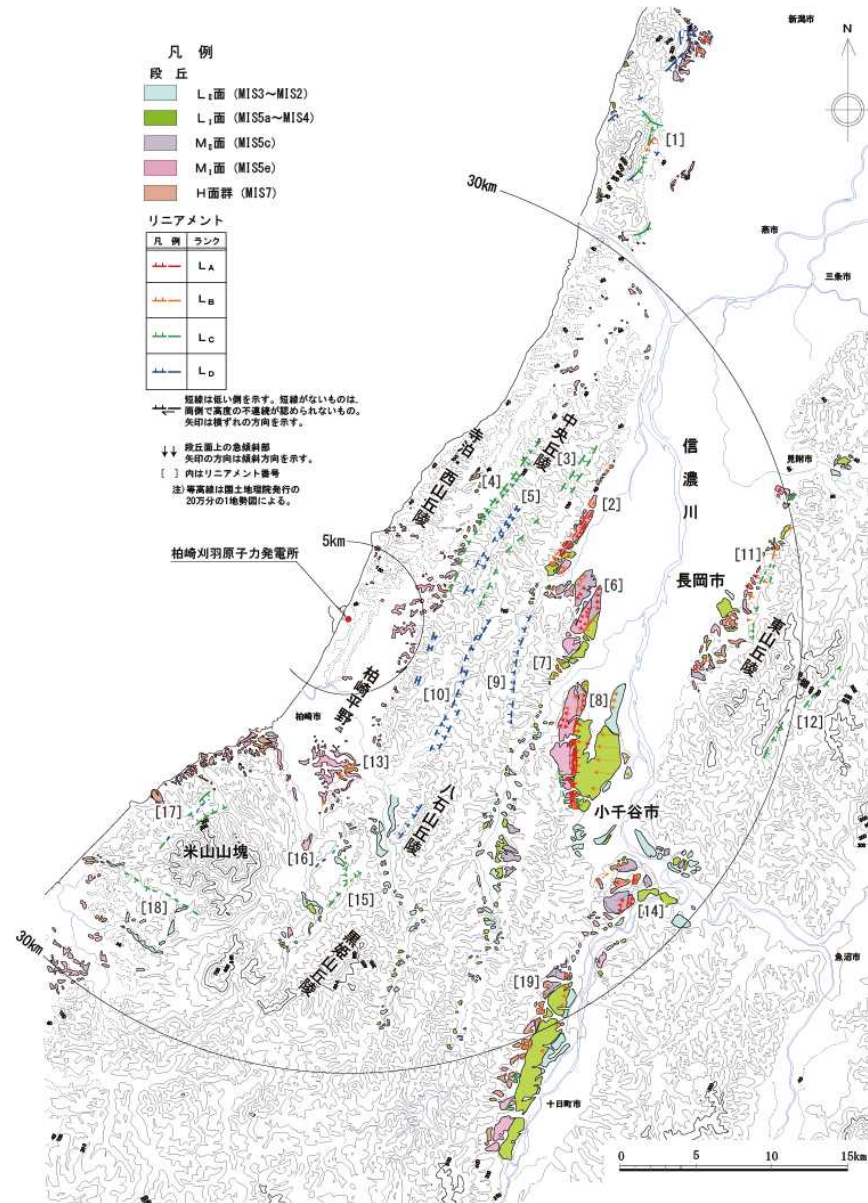 凡 例
段 丘
LⅡ面 (MIS3～MIS2)
LⅠ面 (MIS5a～MIS4)
MⅡ面 (MIS5c)
MⅠ面 (MIS5e)
H面群 (MIS7)
リニアメント
凡 例 ランク
LA
LB
LC
LD
短線は低い側を示す。短線がないものは、
両側で高度の不連続が認められないもの。
矢印は横ずれの方向を示す。
段丘面上の急傾斜部
矢印の方向は傾斜方向を示す。
[ ] 内はリニアメント番号
注) 等高線は国土地理院発行の
20万分の1地勢図による。
新潟市
N
[1]
30km
燕市
三条市
中央丘陵
寺泊・西山丘陵
信濃川
[3]
[4]
[5]
[2]
見附市
5km
柏崎刈羽原子力発電所
[11]
長岡市
[6]
東山丘陵
[7]
柏崎平野
[10]
[9]
[8]
[12]
柏崎市
[13]
八石山丘陵
小千谷市
[17]
米山山塊
[16]
[15]
[18]
[14]
黒姫山丘陵
30km
魚沼市
[19]
十日町市
0 5 10 15km